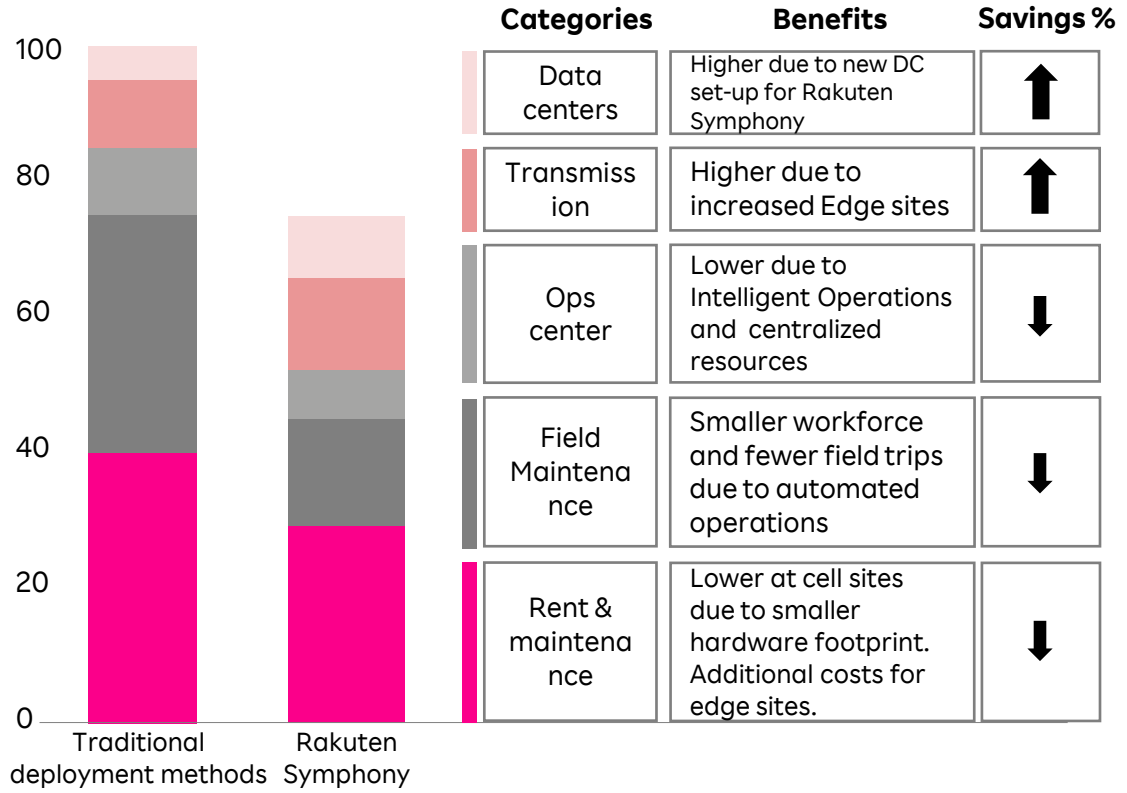 Categories
Benefits
Savings %
100
80
60
40
20
0
Data
centers
Higher due to new DC
set-up for Rakuten
Symphony
Transmiss
ion
Higher due to
increased Edge sites
Ops
center
Lower due to
Intelligent Operations
and centralized
resources
Field
Maintena
nce
Smaller workforce
and fewer field trips
due to automated
operations
Rent &
maintena
nce
Lower at cell sites
due to smaller
hardware footprint.
Additional costs for
edge sites.
Traditional
deployment methods
Rakuten
Symphony